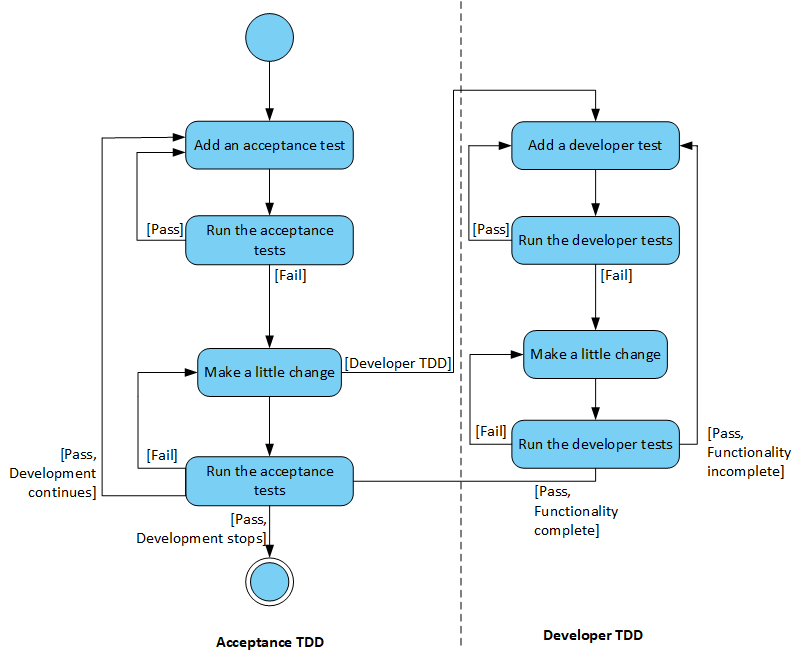 Add an acceptance test
[Pass]
Run the acceptance
tests
[Fail]
Make a little change
[Developer TDD]
[Fail]
Run the acceptance
tests
[Pass,
Development
continues]
[Pass,
Development stops]
Acceptance TDD
Add a developer test
[Pass]
Run the developer tests
[Fail]
Make a little change
[Fail]
Run the developer tests
[Pass,
Functionality
incomplete]
[Pass,
Functionality
complete]
Developer TDD